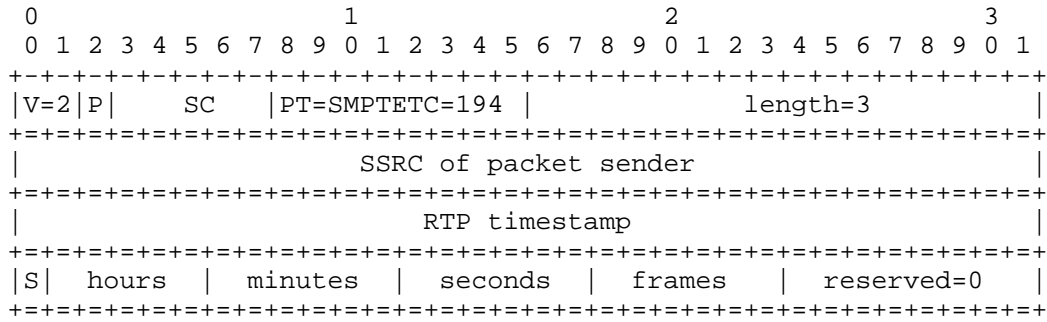 0                   1                   2                   3
 0 1 2 3 4 5 6 7 8 9 0 1 2 3 4 5 6 7 8 9 0 1 2 3 4 5 6 7 8 9 0 1
+-+-+-+-+-+-+-+-+-+-+-+-+-+-+-+-+-+-+-+-+-+-+-+-+-+-+-+-+-+-+-+-+
|V=2|P|    SC   |PT=SMPTETC=194 |             length=3          |
+=+=+=+=+=+=+=+=+=+=+=+=+=+=+=+=+=+=+=+=+=+=+=+=+=+=+=+=+=+=+=+=+
|                     SSRC of packet sender                     |
+=+=+=+=+=+=+=+=+=+=+=+=+=+=+=+=+=+=+=+=+=+=+=+=+=+=+=+=+=+=+=+=+
|                         RTP timestamp                         |
+=+=+=+=+=+=+=+=+=+=+=+=+=+=+=+=+=+=+=+=+=+=+=+=+=+=+=+=+=+=+=+=+
|S|  hours  |  minutes  |  seconds  |  frames   |  reserved=0   |
+=+=+=+=+=+=+=+=+=+=+=+=+=+=+=+=+=+=+=+=+=+=+=+=+=+=+=+=+=+=+=+=+